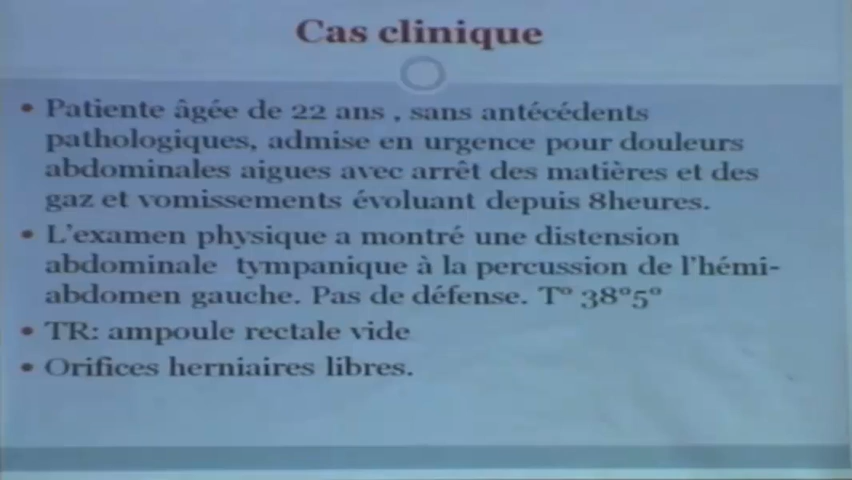 Cas clinique
• Patiente âgée de 22 ans , sans antécédents
pathologiques, admise en urgence pour douleurs
abdominales aigues avec arrêt des matières et des
gaz et vomissements évoluant depuis 8heures.
• L'examen physique a montré une distension
abdominale tympanique à la percussion de l'hémi-
abdomen gauche. Pas de défense. T° 38°5°
• TR: ampoule rectale vide
• Orifices herniaires libres.